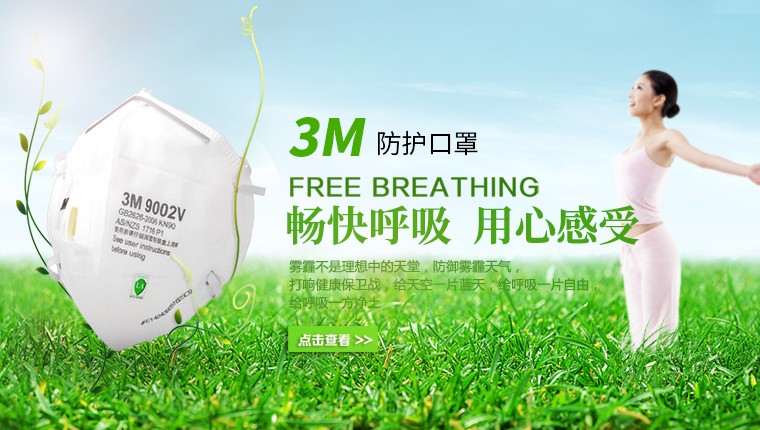 3M 防护口罩
FREE BREATHING
畅快呼吸 用心感受
雾霾不是理想中的天堂，防御雾霾天气，
打响健康保卫战，给天空一片蓝天，给呼吸一片自由，
给呼吸一方净土
点击查看 >>
3M 9002V
GB2626-2006 KN90
AS/NZS 1716 P1
See user instructions
before using